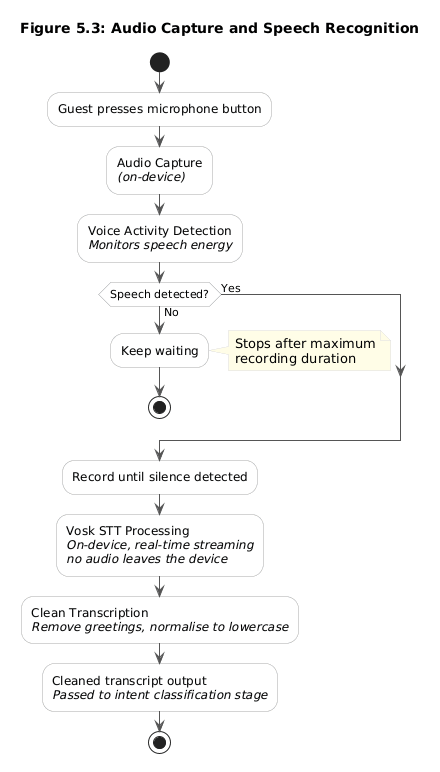 Figure 5.3: Audio Capture and Speech Recognition
Guest presses microphone button
Audio Capture
(on-device)
Voice Activity Detection
Monitors speech energy
Speech detected?
Yes
No
Keep waiting
Stops after maximum
recording duration
Record until silence detected
Vosk STT Processing
On-device, real-time streaming
no audio leaves the device
Clean Transcription
Remove greetings, normalise to lowercase
Cleaned transcript output
Passed to intent classification stage